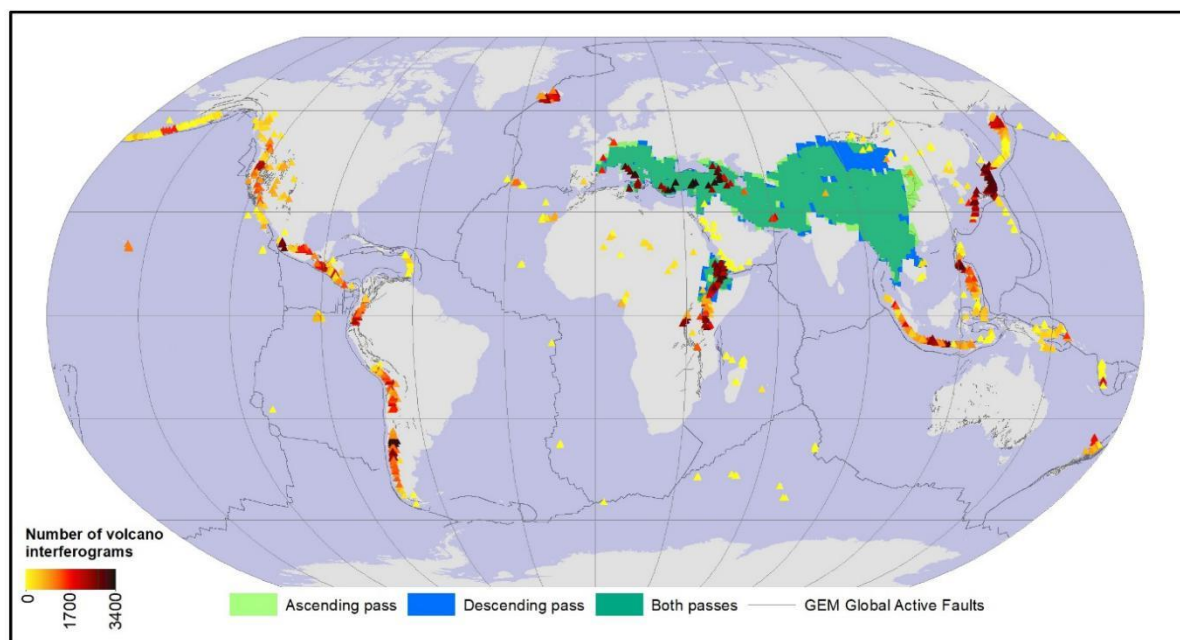 Number of volcano
interferograms
0
1700
3400
Ascending pass
Descending pass
Both passes
GEM Global Active Faults